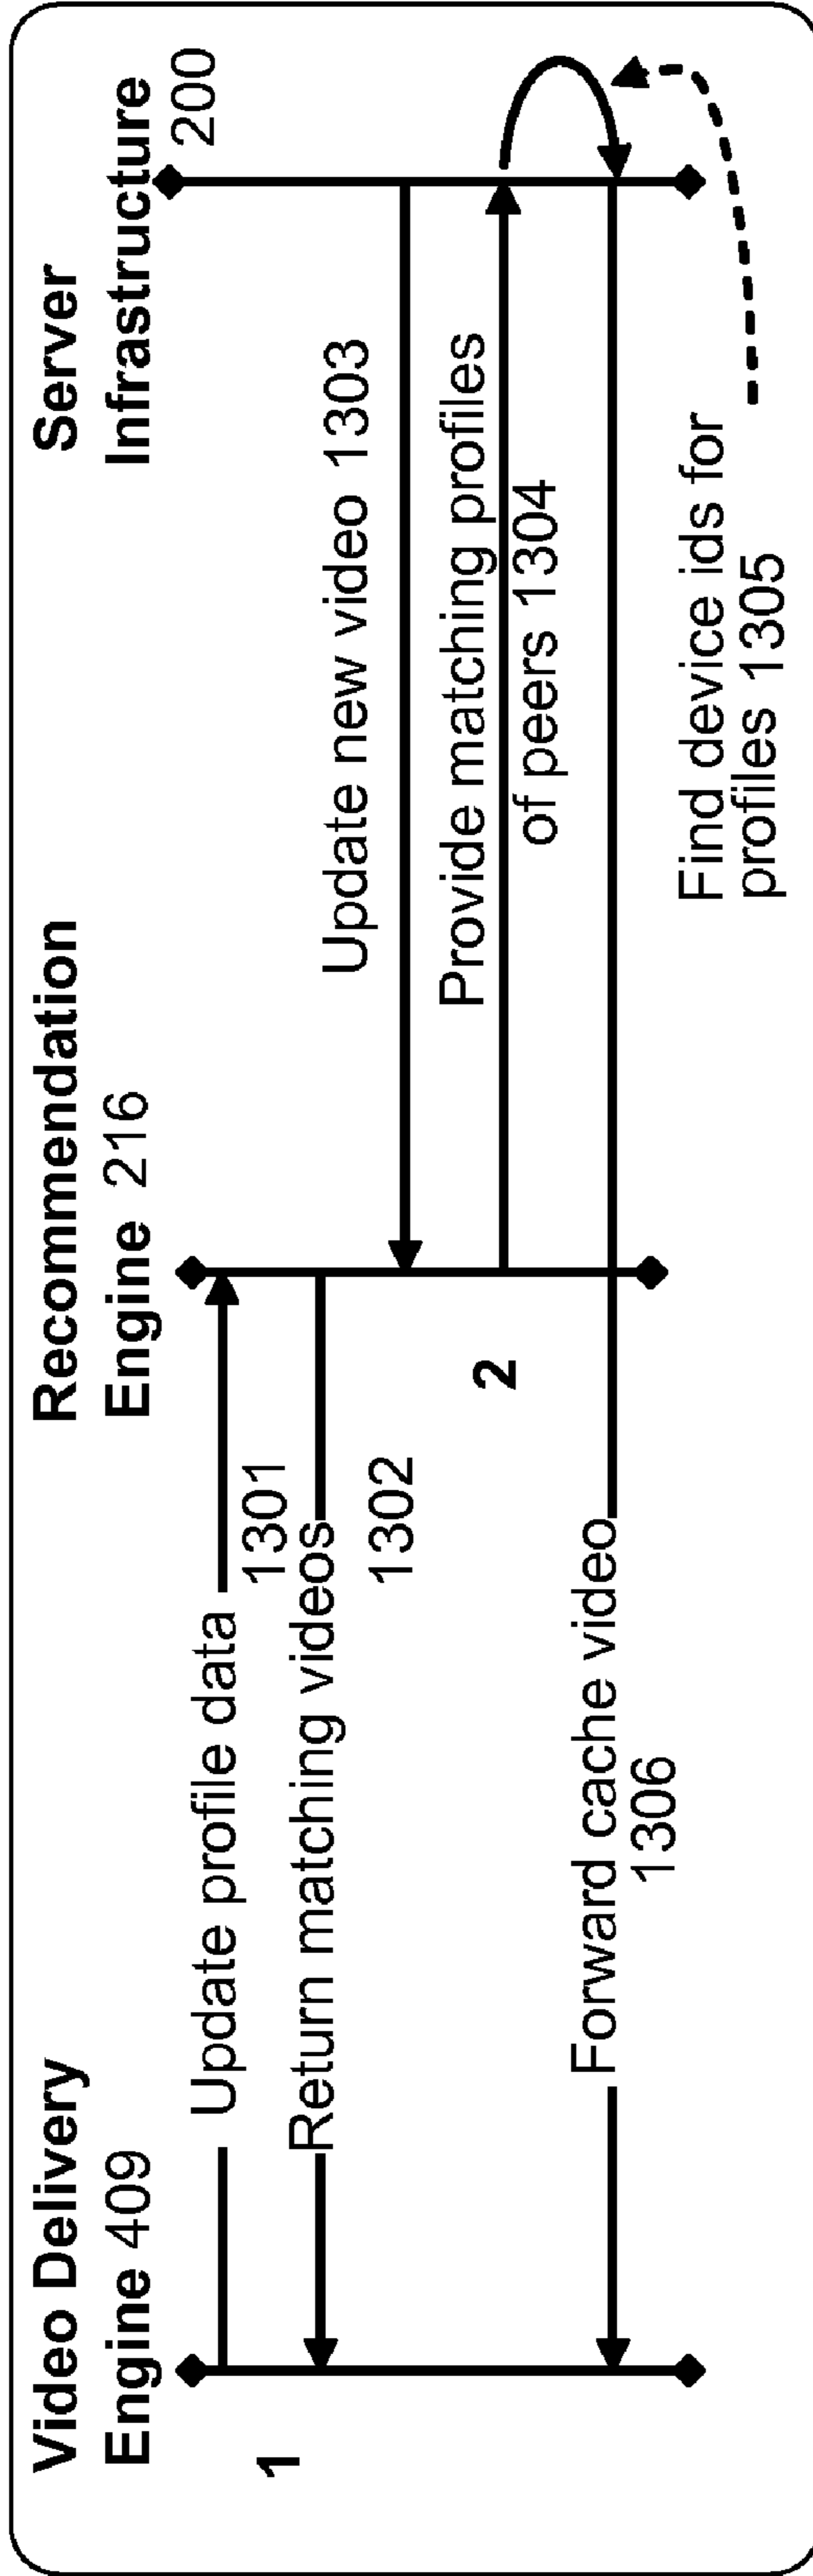 Video Delivery
Engine 409
Recommendation
Engine 216
Server
Infrastructure
200
1
Update profile data
1301
Return matching videos
1302
Update new video 1303
2
Provide matching profiles
of peers 1304
Forward cache video
1306
Find device ids for
profiles 1305